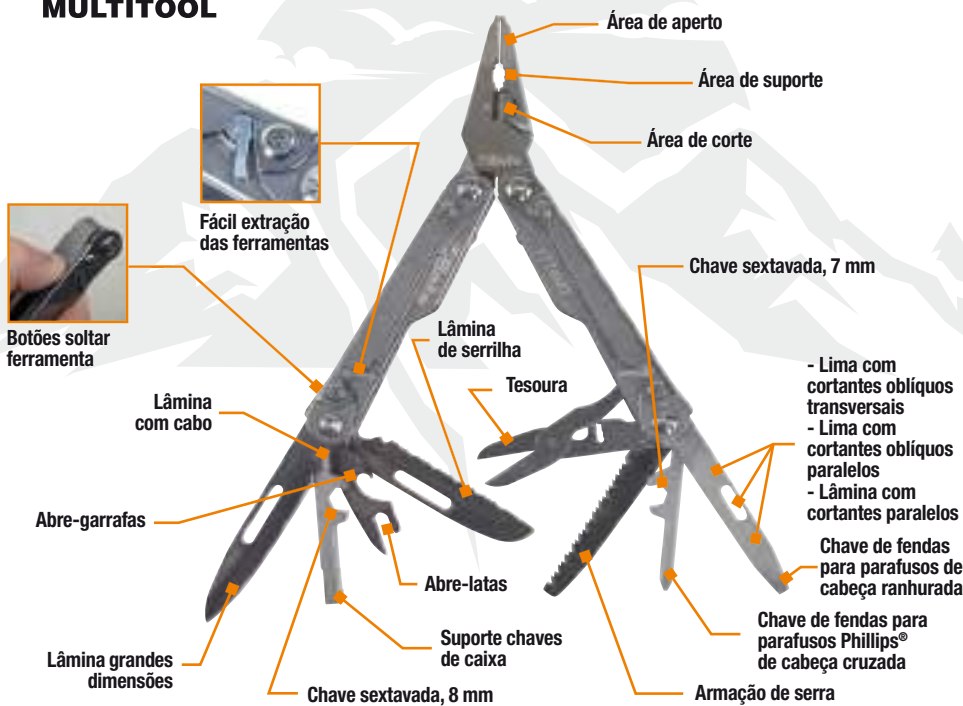 MULTITOOL
Área de aperto
Área de suporte
Área de corte
Fácil extração
das ferramentas
Botões soltar
ferramenta
Chave sextavada, 7 mm
Lâmina
de serrilha
Tesoura
- Lima com
cortantes oblíquos
transversais
- Lima com
cortantes oblíquos
paralelos
- Lâmina com
cortantes paralelos
Lâmina
com cabo
Abre-garrafas
Abre-latas
Chave de fendas
para parafusos de
cabeça ranhurada
Chave de fendas para
parafusos Phillips®
de cabeça cruzada
Suporte chaves
de caixa
Lâmina grandes
dimensões
Chave sextavada, 8 mm
Armação de serra